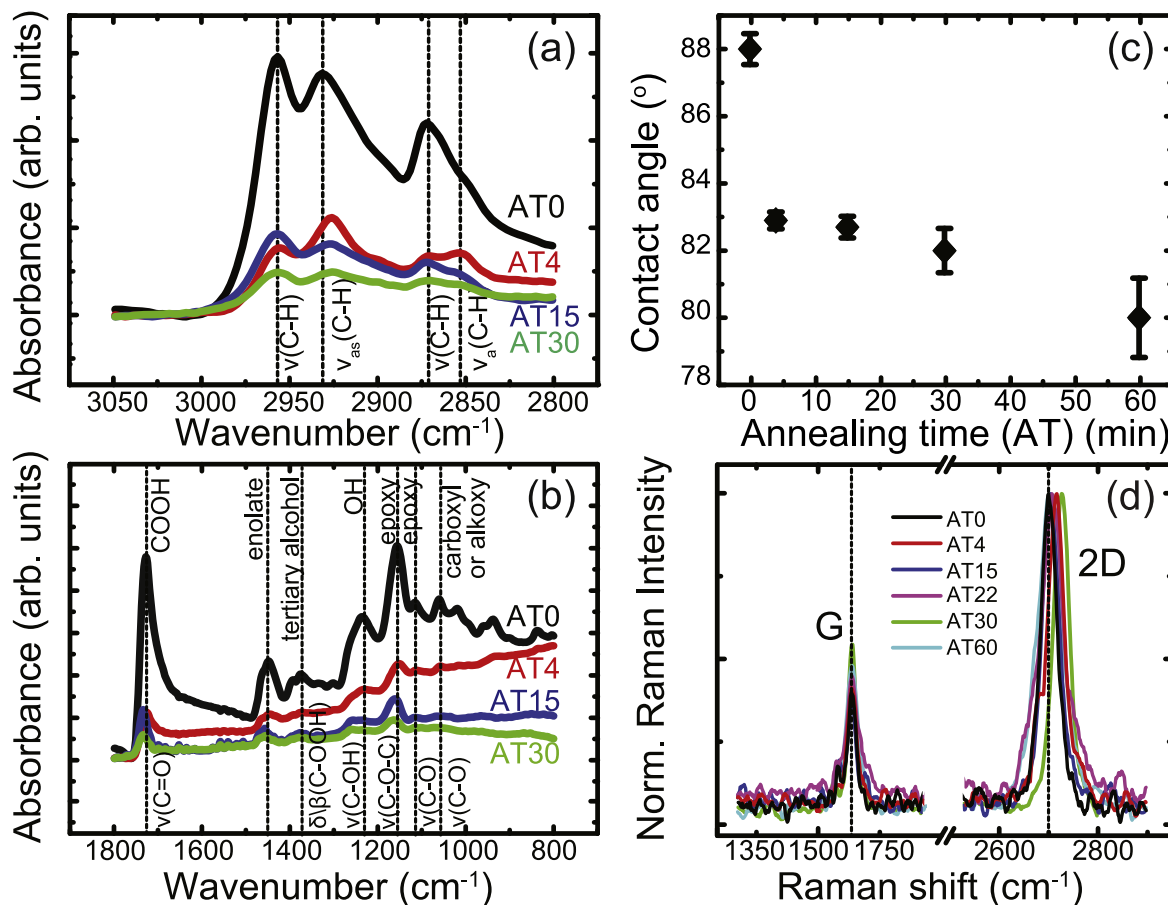 (a)
Absorbance (arb. units)
AT0
AT4
AT15
AT30
ν(C-H)
νas(C-H)
ν(C-H)
νa(C-H
3050 3000 2950 2900 2850 2800
Wavenumber (cm-1)
(c)
Contact angle (o)
88
86
84
82
80
78
0 10 20 30 40 50 60
Annealing time (AT) (min)
(b)
Absorbance (arb. units)
COOH
enolate
tertiary alcohol
OH
epoxy
epoxy
carboxyl
or alkoxy
AT0
AT4
AT15
AT30
ν(C=O)
δ\β(C-OOH)
ν(C-OH)
ν(C-O-C)
ν(C-O)
ν(C-O)
1800 1600 1400 1200 1000 800
Wavenumber (cm-1)
(d)
Norm. Raman Intensity
AT0
AT4
AT15
AT22
AT30
AT60
G
2D
1350 1500 1750 2600 2800
Raman shift (cm-1)